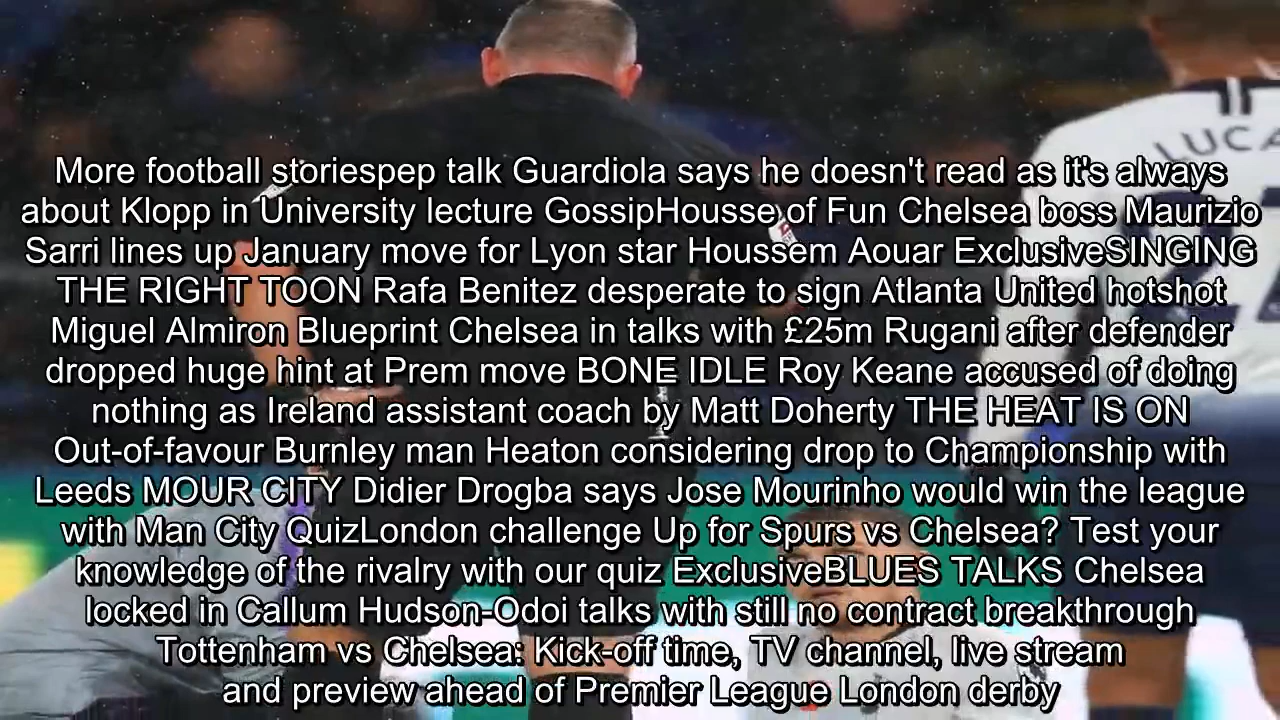 More football storiespep talk Guardiola says he doesn't read as it's always
about Klopp in University lecture GossipHousse of Fun Chelsea boss Maurizio
Sarri lines up January move for Lyon star Houssem Aouar ExclusiveSINGING
THE RIGHT TOON Rafa Benitez desperate to sign Atlanta United hotshot
Miguel Almiron Blueprint Chelsea in talks with £25m Rugani after defender
dropped huge hint at Prem move BONE IDLE Roy Keane accused of doing
nothing as Ireland assistant coach by Matt Doherty THE HEAT IS ON
Out-of-favour Burnley man Heaton considering drop to Championship with
Leeds MOUR CITY Didier Drogba says Jose Mourinho would win the league
with Man City QuizLondon challenge Up for Spurs vs Chelsea? Test your
knowledge of the rivalry with our quiz ExclusiveBLUES TALKS Chelsea
locked in Callum Hudson-Odoi talks with still no contract breakthrough
Tottenham vs Chelsea: Kick-off time, TV channel, live stream
and preview ahead of Premier League London derby
LUCA